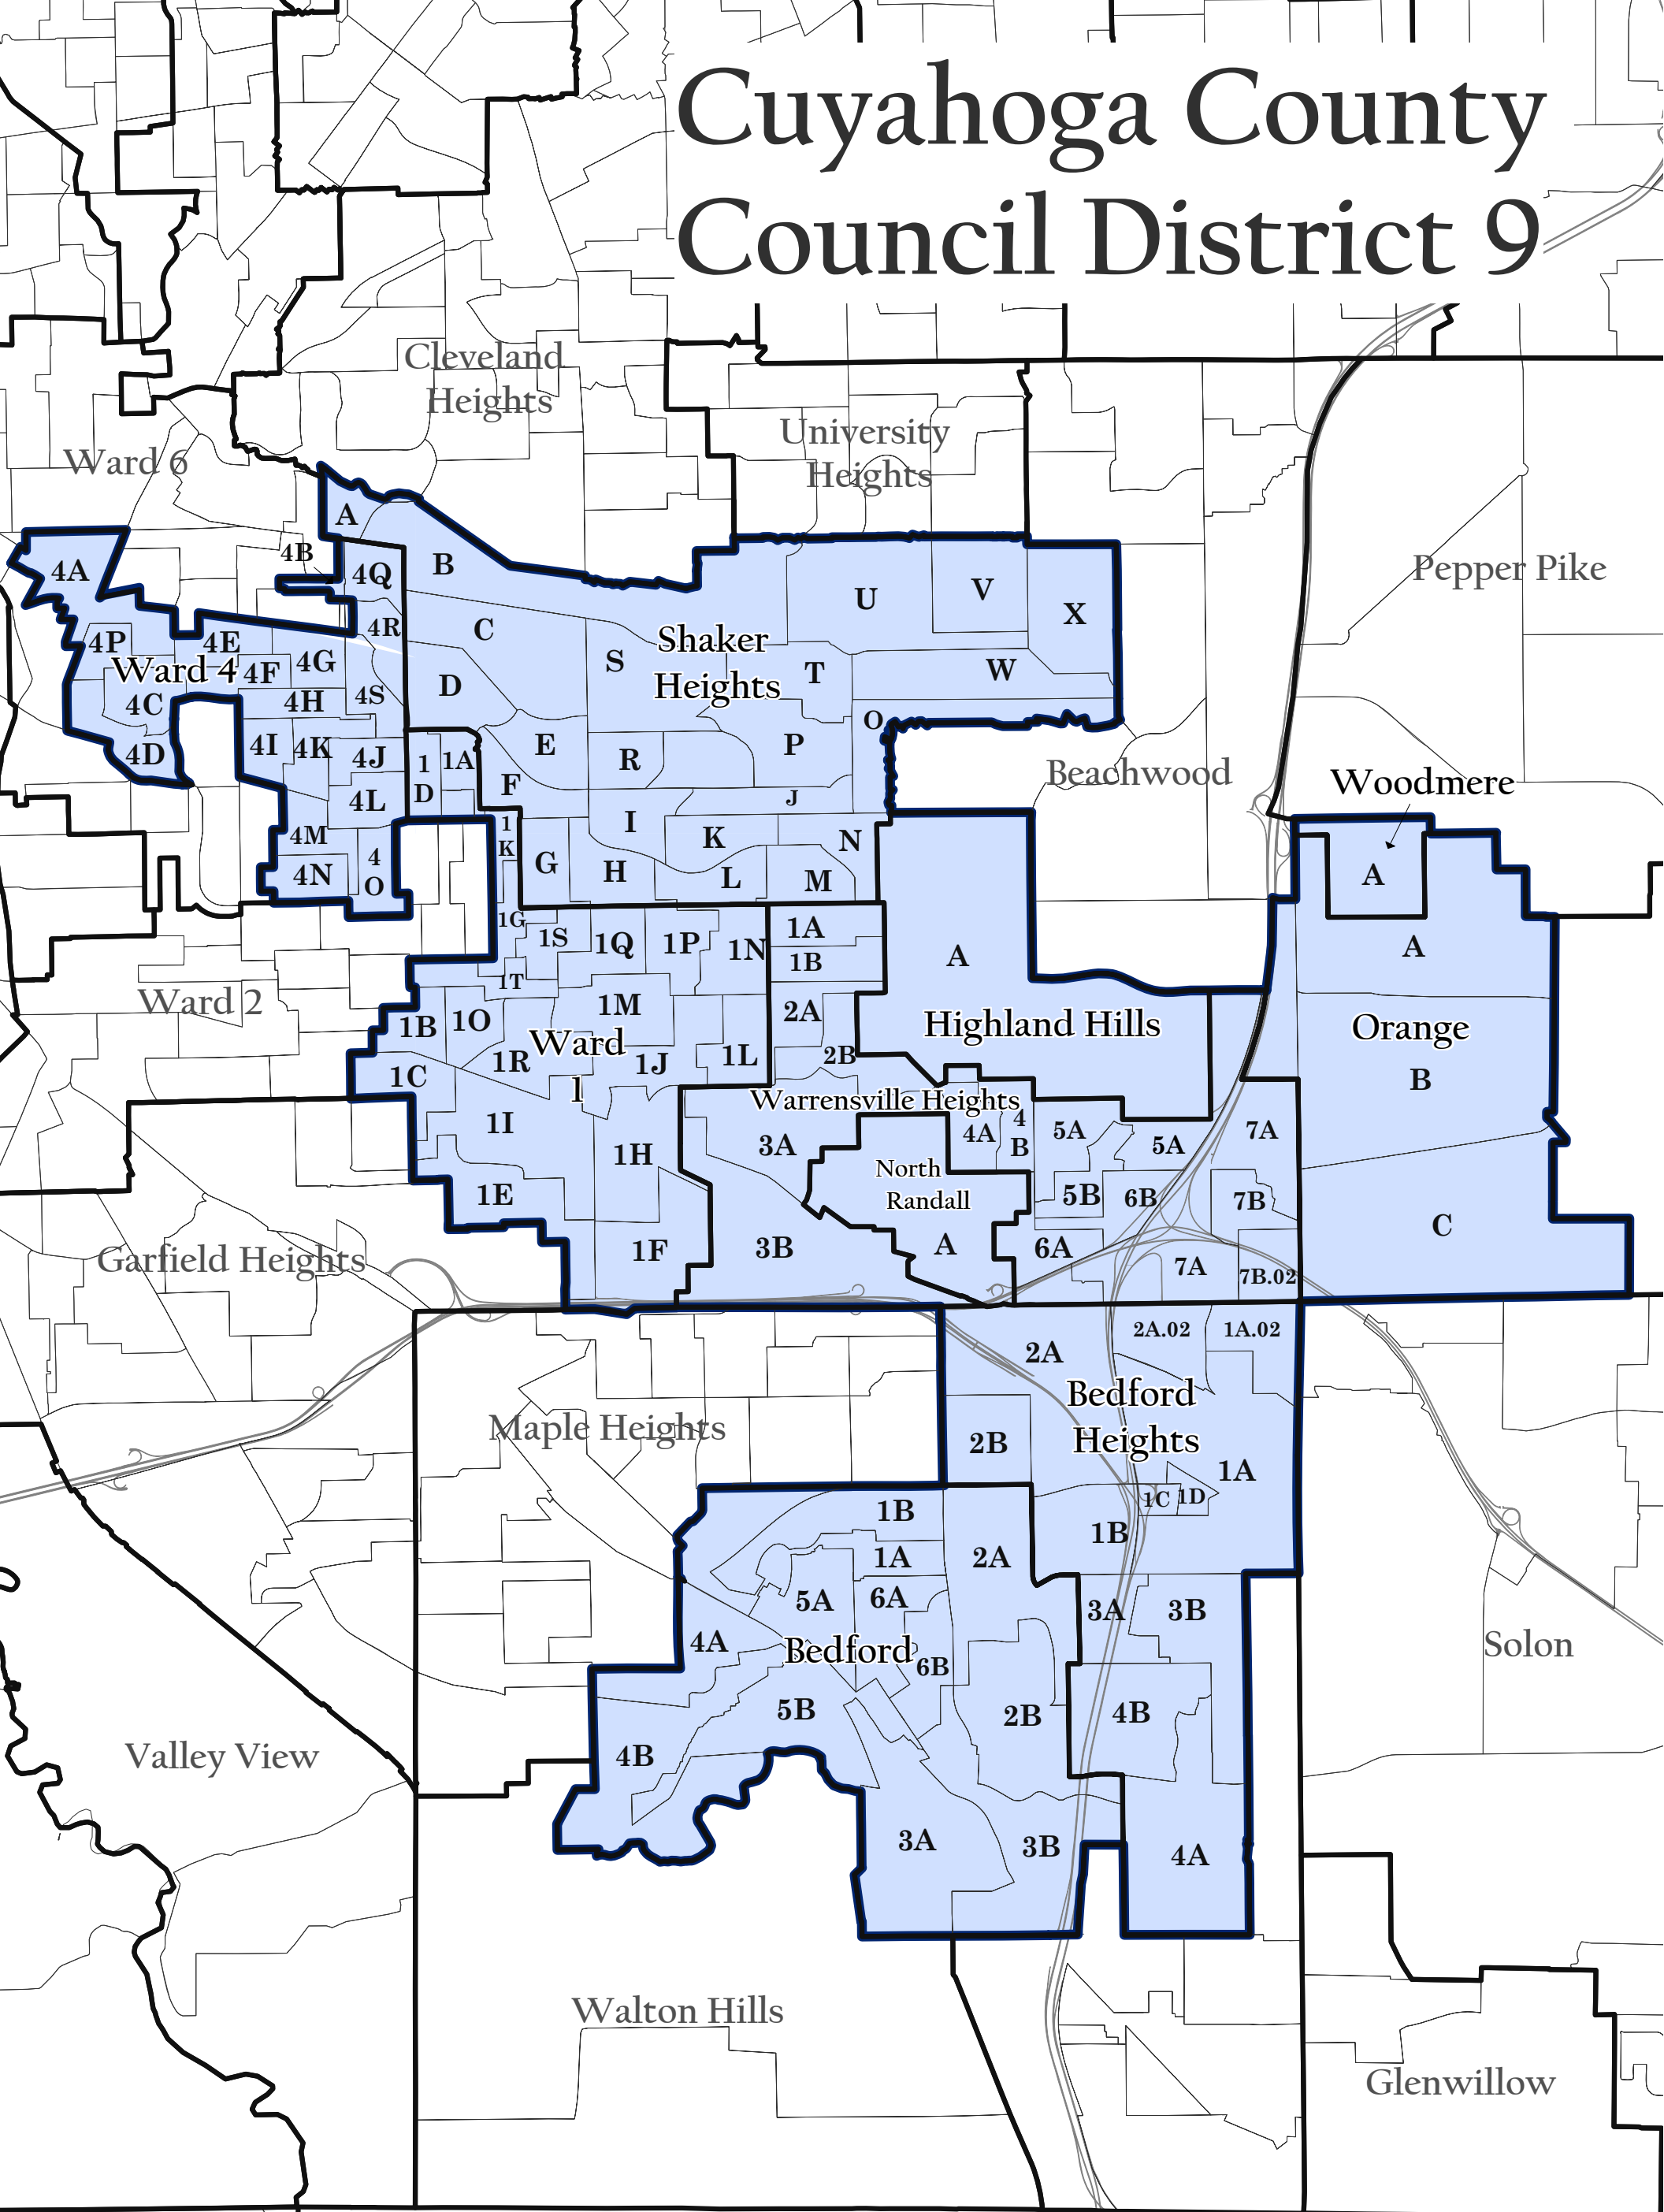 Cuyahoga County
Council District 9
Cleveland
Heights
University
Heights
Ward 6
Pepper Pike
Beachwood
Woodmere
Ward 2
Garfield Heights
Maple Heights
Valley View
Walton Hills
Solon
Glenwillow
A
4B
4Q
4A
4R
4P
4E
Ward 4
4F
4G
4C
4H
4S
4D
4I
4K
4J
4L
4M
4N
4
O
B
C
D
Shaker
Heights
S
U
V
X
T
W
O
E
R
P
F
J
I
K
N
G
H
L
M
1
D
1A
1
K
1G
1S
1Q
1P
1N
1T
1M
1B
1O
1R
Ward
1
1J
1L
1C
1I
1H
1E
1F
1A
1B
2A
2B
A
Highland Hills
Warrensville Heights
3A
4A
4
B
5A
5A
7A
North
Randall
A
3B
5B
6B
7B
6A
7A
7B.02
A
A
Orange
B
C
2A
2A.02
1A.02
Bedford
Heights
2B
1A
1C
1D
1B
3A
3B
4B
4A
1B
1A
2A
5A
6A
4A
Bedford
6B
5B
2B
4B
3A
3B